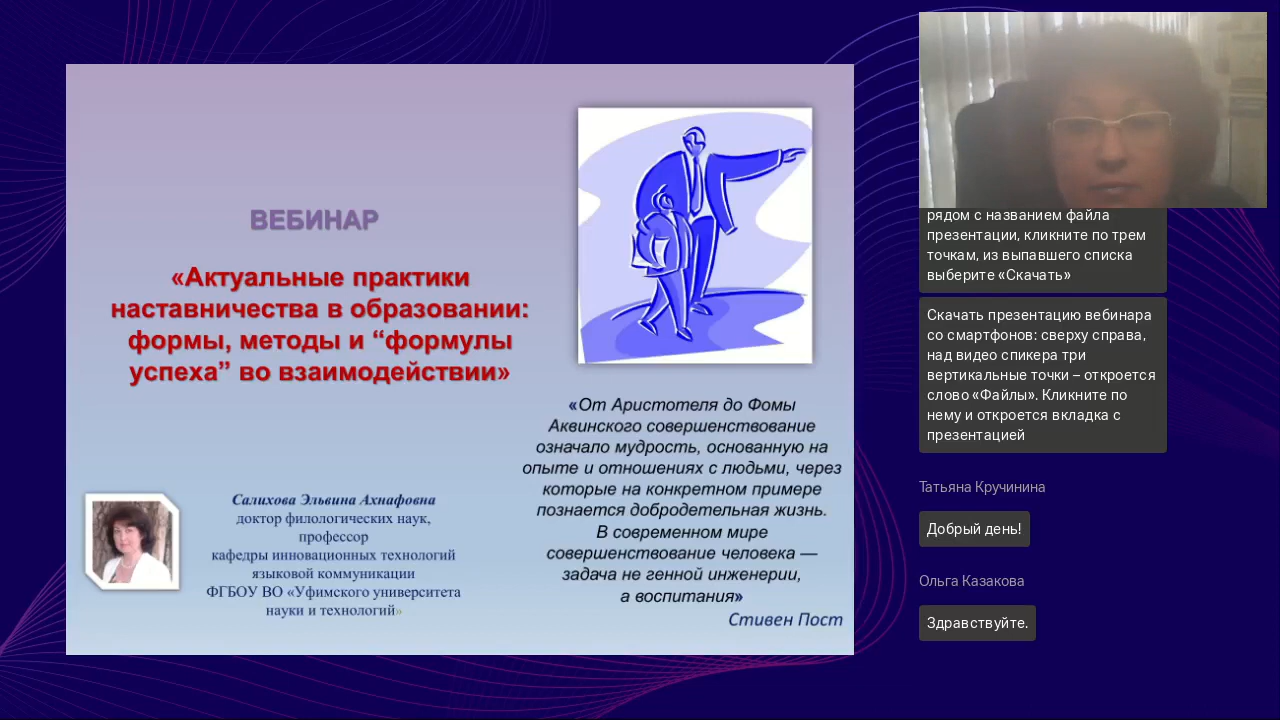 ВЕБИНАР
«Актуальные практики
наставничества в образовании:
формы, методы и “формулы
успеха” во взаимодействии»
«От Аристотеля до Фомы
Аквинского совершенствование
означало мудрость, основанную на
опыте и отношениях с людьми, через
которые на конкретном примере
познается добродетельная жизнь.
В современном мире
совершенствование человека —
задача не генной инженерии,
а воспитания»
Стивен Пост
Салихова Эльвина Ахнафовна
доктор филологических наук,
профессор
кафедры инновационных технологий
языковой коммуникации
ФГБОУ ВО «Уфимского университета
науки и технологий»
рядом с названием файла
презентации, кликните по трем
точкам, из выпавшего списка
выберите «Скачать»
Скачать презентацию вебинара
со смартфонов: сверху справа,
над видео спикера три
вертикальные точки – откроется
слово «Файлы». Кликните по
нему и откроется вкладка с
презентацией
Татьяна Кручинина
Добрый день!
Ольга Казакова
Здравствуйте.